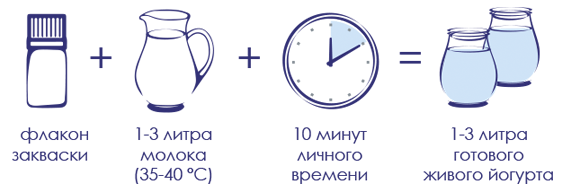 + + =
флакон
закваски
1-3 литра
молока
(35-40 °С)
10 минут
личного
времени
1-3 литра
готового
живого йогурта